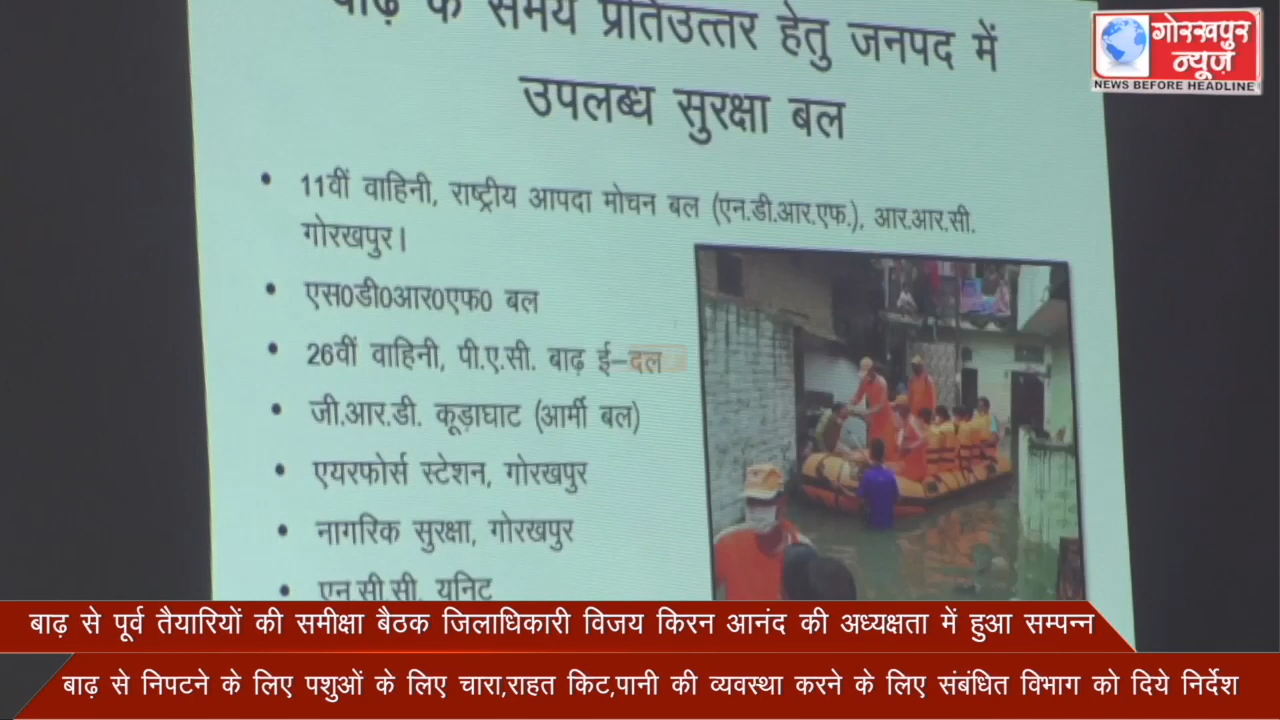 बाढ़ के समय प्रतिउत्तर हेतु जनपद में
उपलब्ध सुरक्षा बल
• 11वीं वाहिनी, राष्ट्रीय आपदा मोचन बल (एन.डी.आर.एफ.), आर.आर.सी.
गोरखपुर।
• एस0डी0आर0एफ0 बल
• 26वीं वाहिनी, पी.ए.सी. बाढ़ ई–दल
• जी.आर.डी. कूड़ाघाट (आर्मी बल)
• एयरफोर्स स्टेशन, गोरखपुर
• नागरिक सुरक्षा, गोरखपुर
• एन.सी.सी. यूनिट
गोरखपुर
न्यूज़
NEWS BEFORE HEADLINE
बाढ़ से पूर्व तैयारियों की समीक्षा बैठक जिलाधिकारी विजय किरन आनंद की अध्यक्षता में हुआ सम्पन्न
बाढ़ से निपटने के लिए पशुओं के लिए चारा,राहत किट,पानी की व्यवस्था करने के लिए संबंधित विभाग को दिये निर्देश